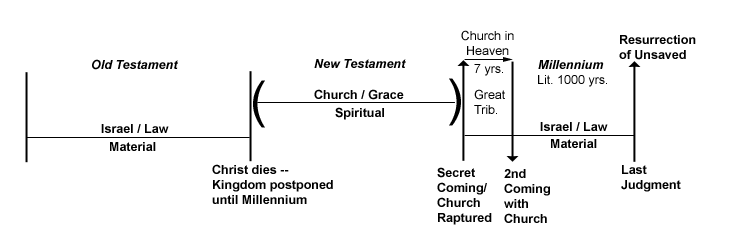 Old Testament
Israel / Law
Material
Christ dies --
Kingdom postponed
until Millennium
New Testament
(
Church / Grace
Spiritual
)
Church in
Heaven
7 yrs.
Great
Trib.
Secret
Coming/
Church
Raptured
2nd
Coming
with
Church
Millennium
Lit. 1000 yrs.
Israel / Law
Material
Resurrection
of Unsaved
Last
Judgment